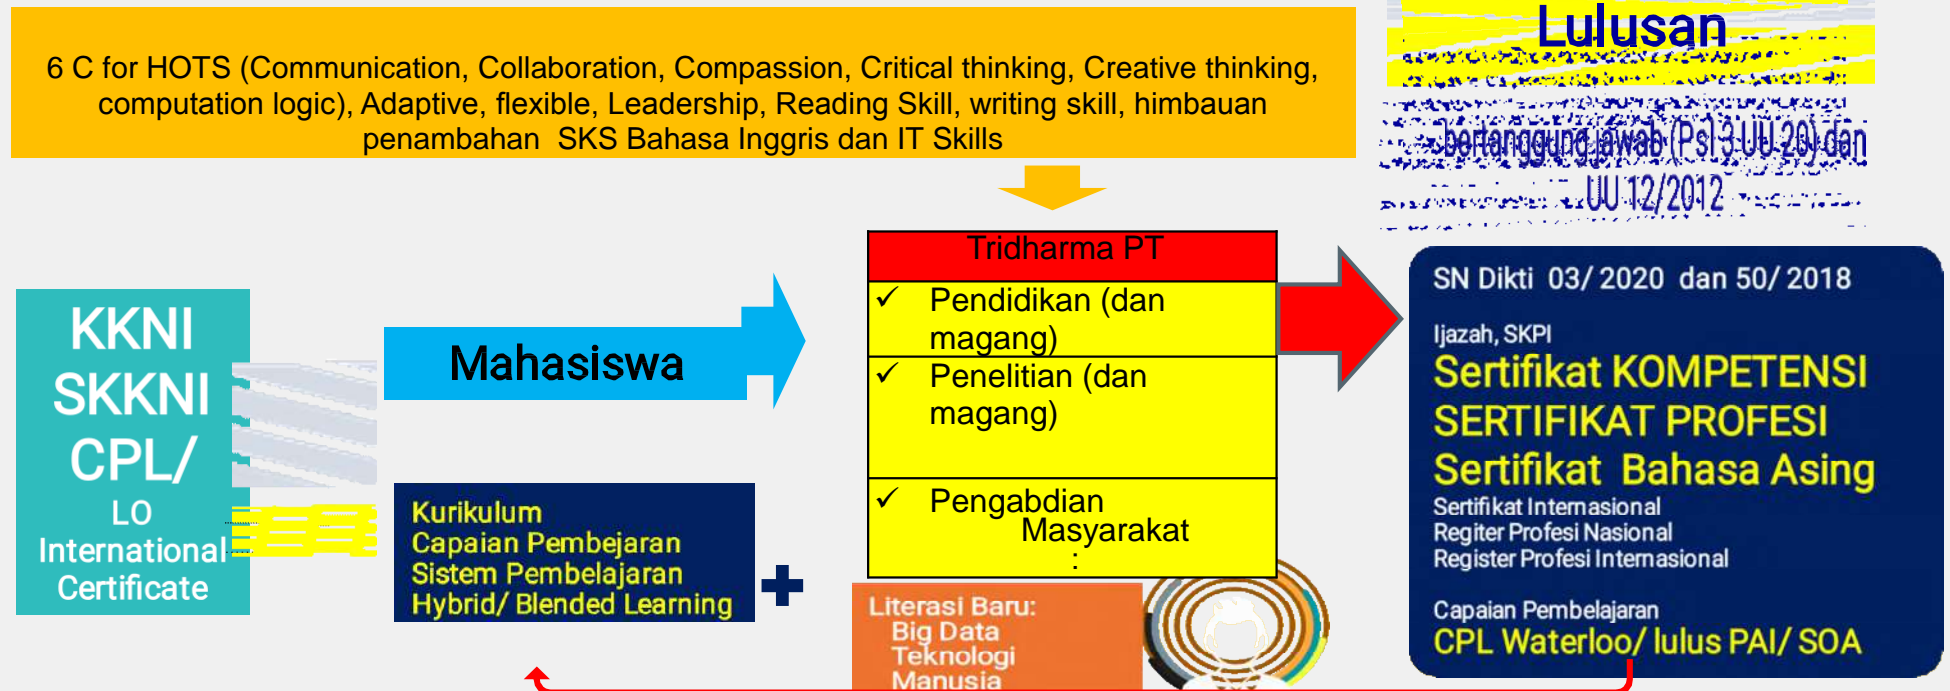 6 C for HOTS (Communication, Collaboration, Compassion, Critical thinking, Creative thinking,
computation logic), Adaptive, flexible, Leadership, Reading Skill, writing skill, himbauan
penambahan SKS Bahasa Inggris dan IT Skills
Lulusan
bertanggung jawab (Psl 3 UU 20) dan
UU 12/2012
KKNI
SKKNI
CPL/
LO
International
Certificate
Mahasiswa
Kurikulum
Capaian Pembejaran
Sistem Pembelajaran
Hybrid/ Blended Learning
Tridharma PT
✓ Pendidikan (dan
magang)
✓ Penelitian (dan
magang)
✓ Pengabdian
Masyarakat
:
Literasi Baru:
Big Data
Teknologi
Manusia
SN Dikti 03/ 2020 dan 50/ 2018
Ijazah, SKPI
Sertifikat KOMPETENSI
SERTIFIKAT PROFESI
Sertifikat Bahasa Asing
Sertifikat Internasional
Regiter Profesi Nasional
Register Profesi Internasional
Capaian Pembelajaran
CPL Waterloo/ lulus PAI/ SOA